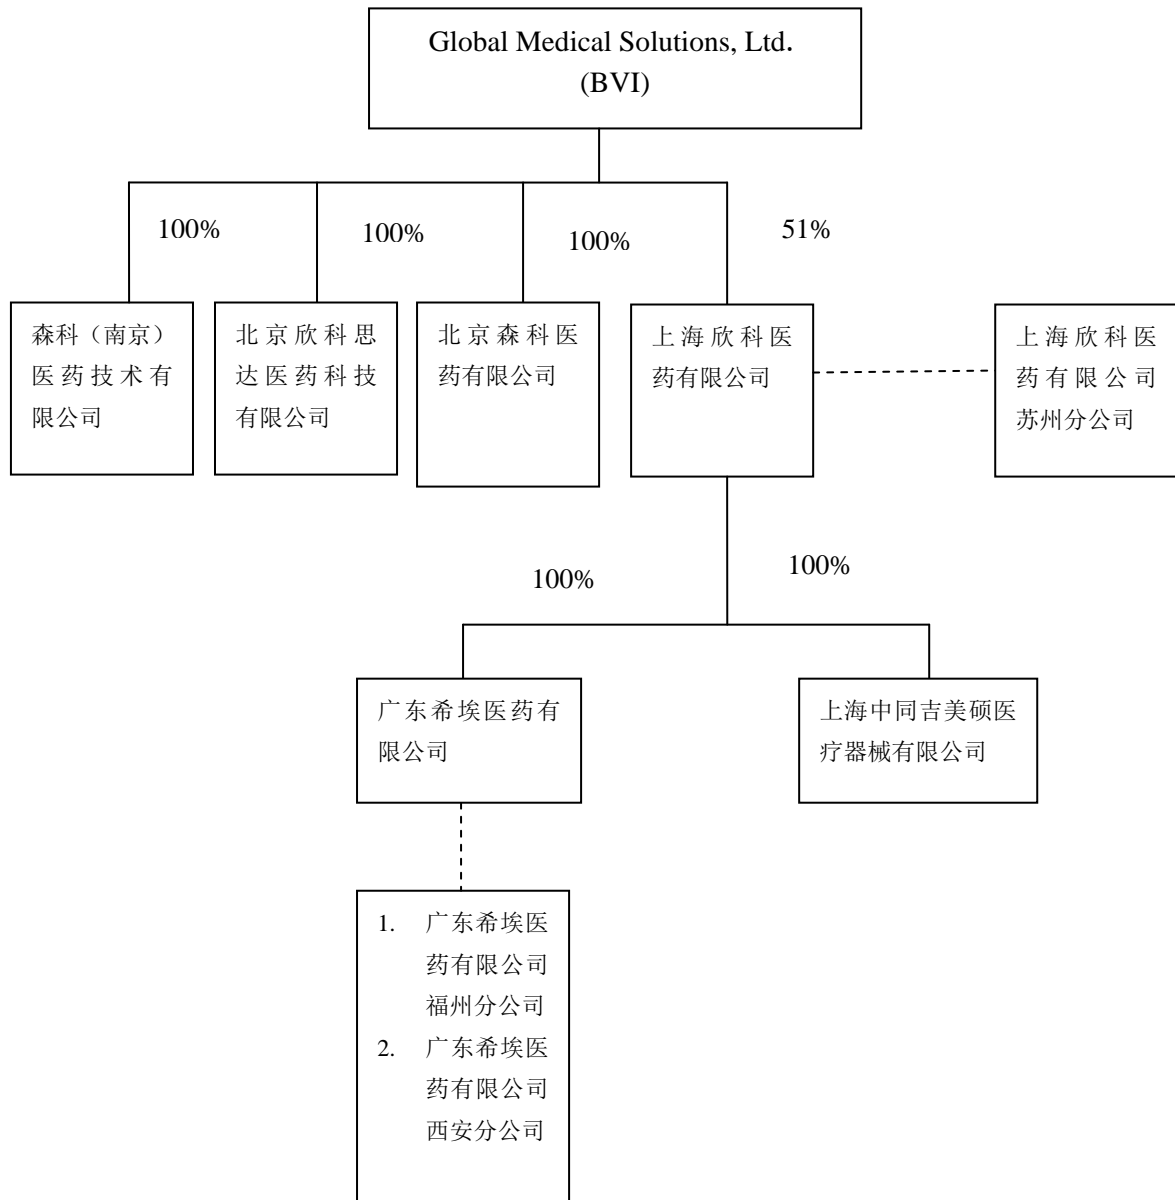 Global Medical Solutions, Ltd.
(BVI)
100%
100%
100%
51%
森科（南京）
医药技术有
限公司
北京欣科思
达医药科技
有限公司
北京森科医
药有限公司
上海欣科医
药有限公司
上海欣科医
药有限公司
苏州分公司
100%
100%
广东希埃医药有
限公司
上海中同吉美硕医
疗器械有限公司
1. 广东希埃医
药有限公司
福州分公司
2. 广东希埃医
药有限公司
西安分公司